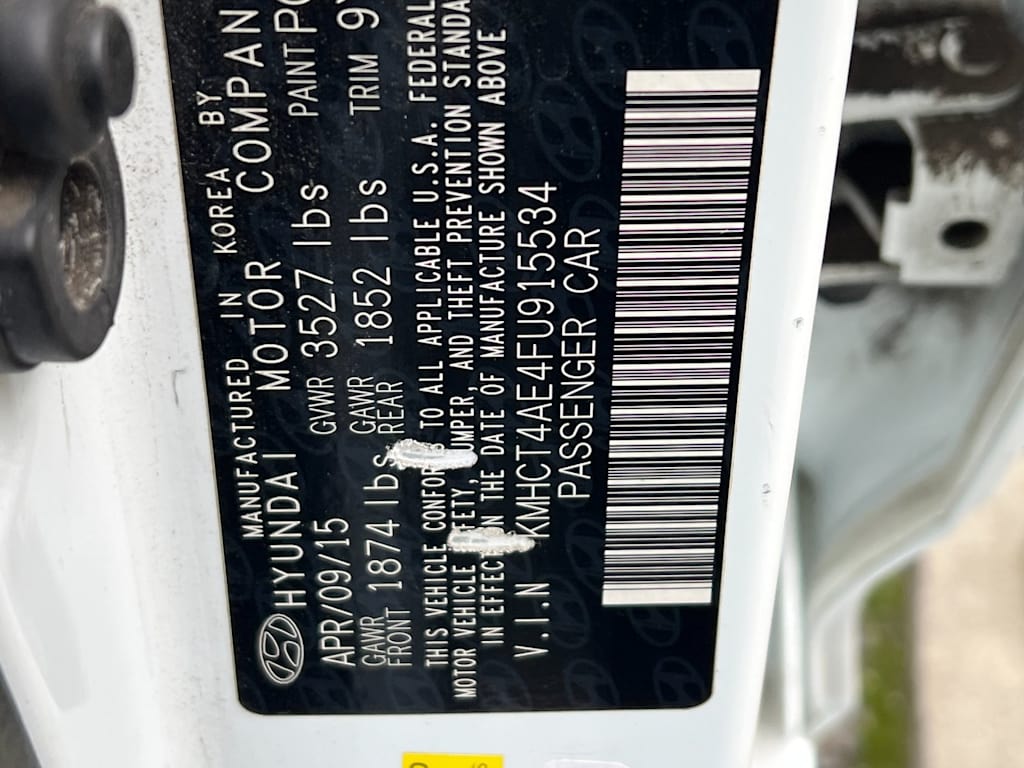 MANUFACTURED IN KOREA BY
HYUNDAI MOTOR COMPAN
APR/09/15 GVWR 3527 lbs PAINT
GAWR FRONT 1874 lbs GAWR REAR 1852 lbs TRIM
THIS VEHICLE CONFOR S TO ALL APPLICABLE U.S.A. FEDERAL
MOTOR VEHICLE FETY, UMPER, AND THEFT PREVENTION STANDA
IN EFFEC N THE DATE OF MANUFACTURE SHOWN ABOVE
V.I.N KMHCT4AE4FU915534
PASSENGER CAR